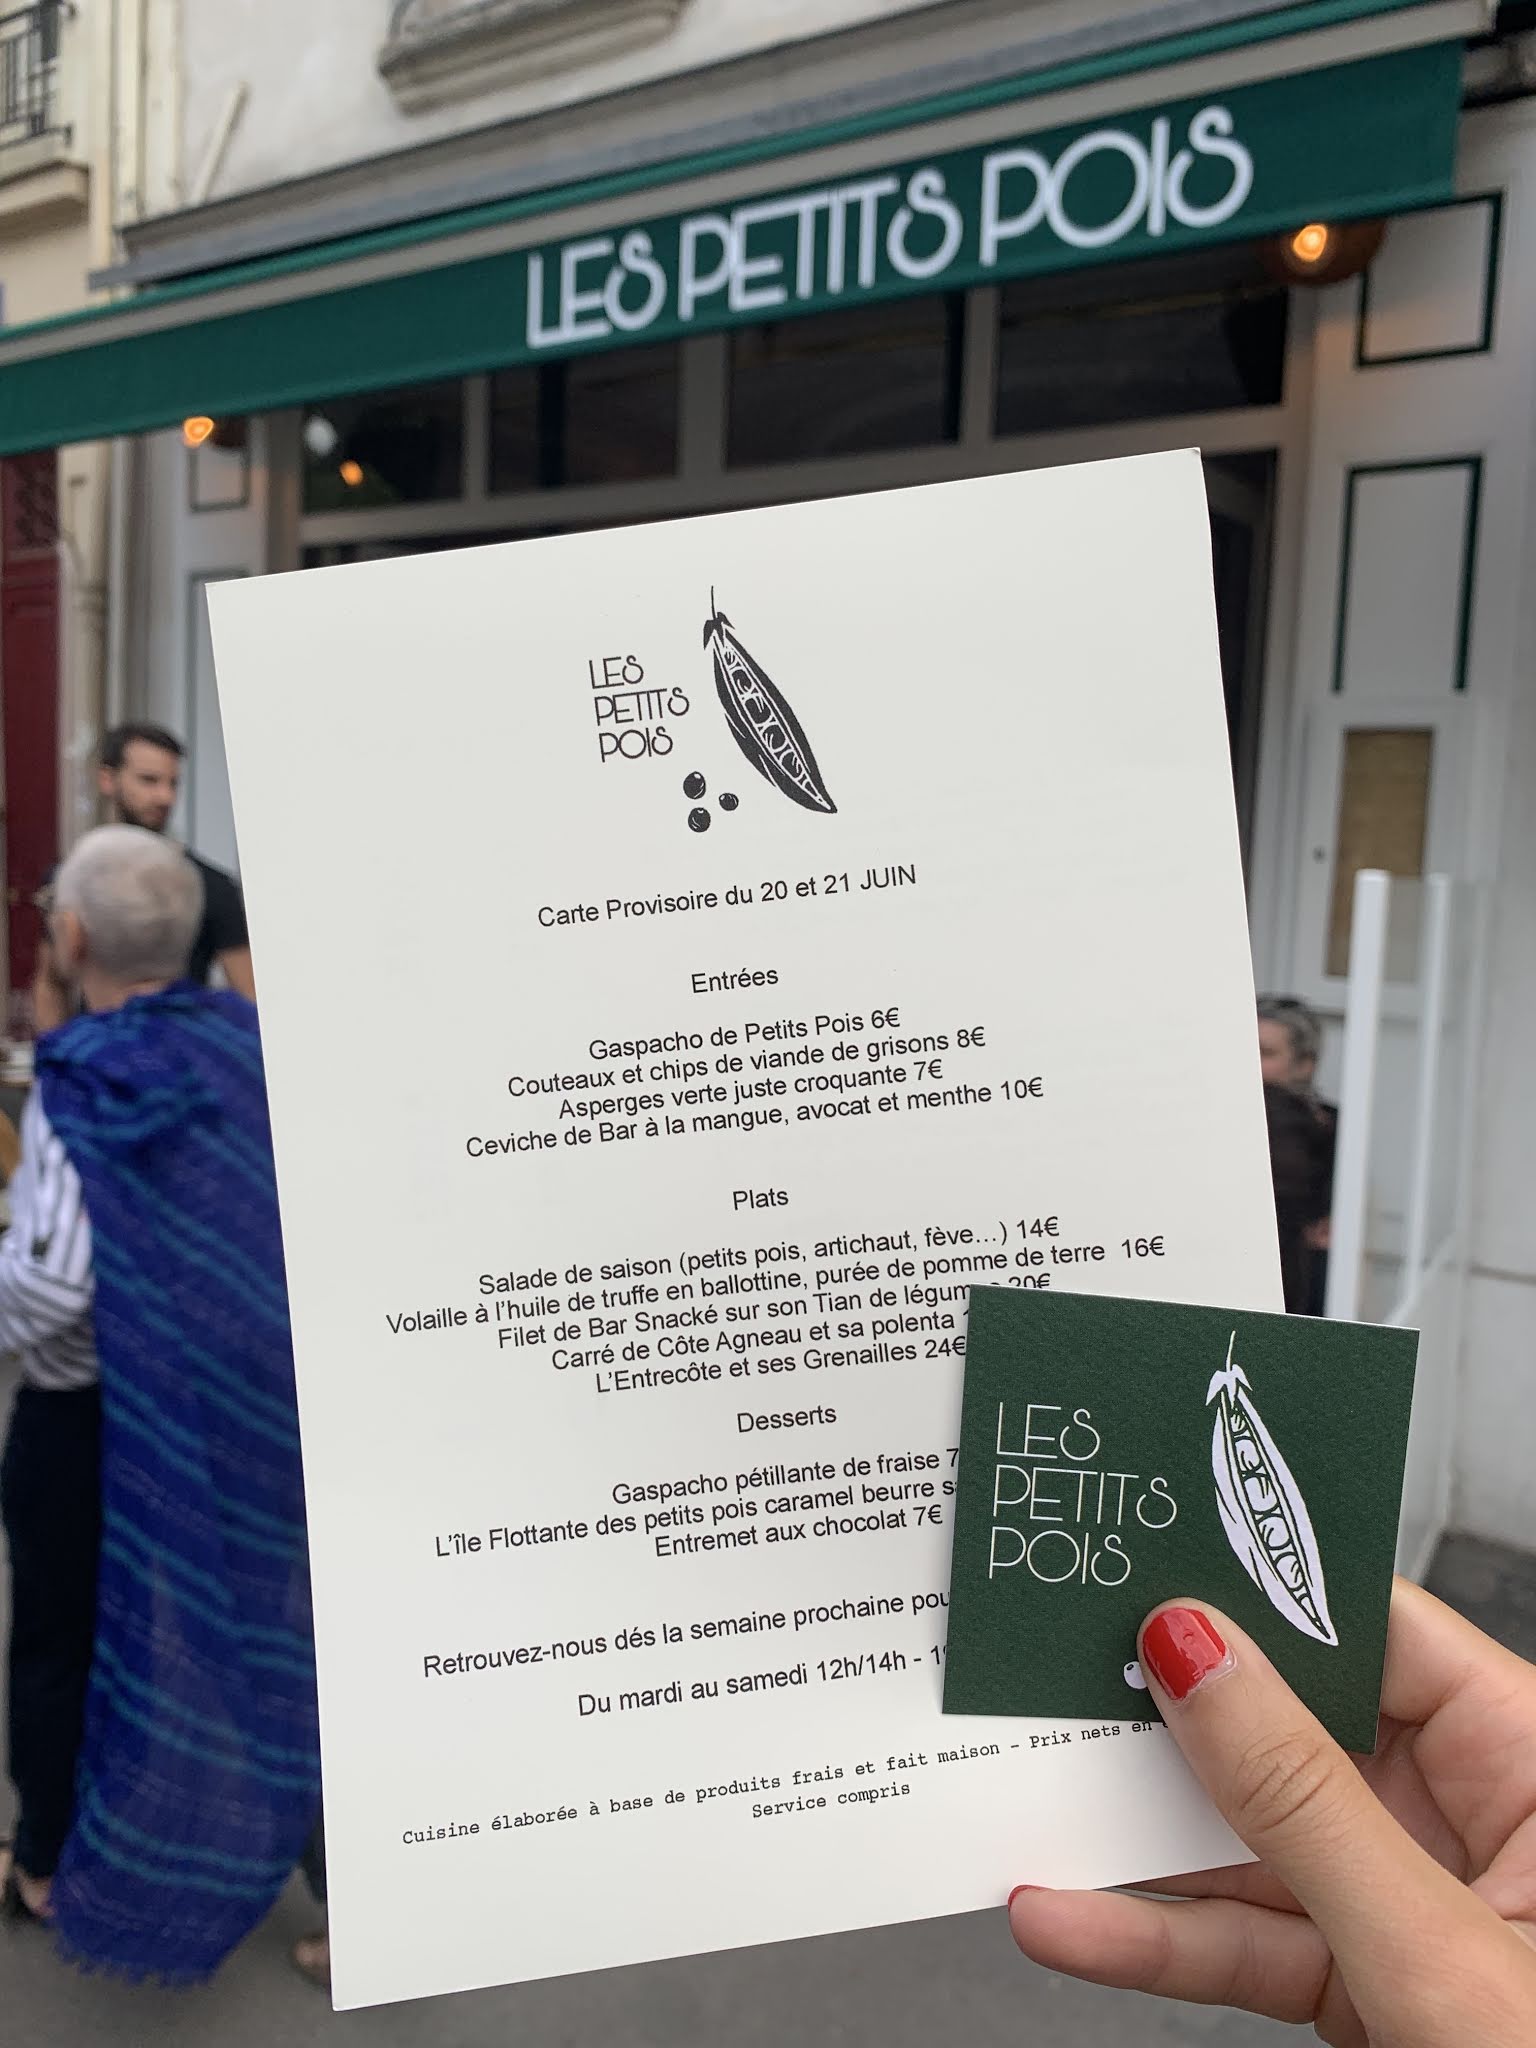 LES PETITS POIS
LES
PETITS
POIS
Carte Provisoire du 20 et 21 JUIN
Entrées
Gaspacho de Petits Pois 6€
Couteaux et chips de viande de grisons 8€
Asperges verte juste croquante 7€
Ceviche de Bar à la mangue, avocat et menthe 10€
Plats
Salade de saison (petits pois, artichaut, fève...) 14€
Volaille à l'huile de truffe en ballottine, purée de pomme de terre 16€
Filet de Bar Snacké sur son Tian de 20€
Carré de Côte Agneau et sa polenta
L'Entrecôte et ses Grenailles 24€
Desserts
Gaspacho pétillante de fraise
L'île Flottante des petits pois caramel beurre
Entremet aux chocolat 7€
Retrouvez-nous dés la semaine prochaine
Du mardi au samedi 12h/14h -
Cuisine élaborée à base de produits frais et fait maison - Prix nets en
Service compris
LES
PETITS
POIS